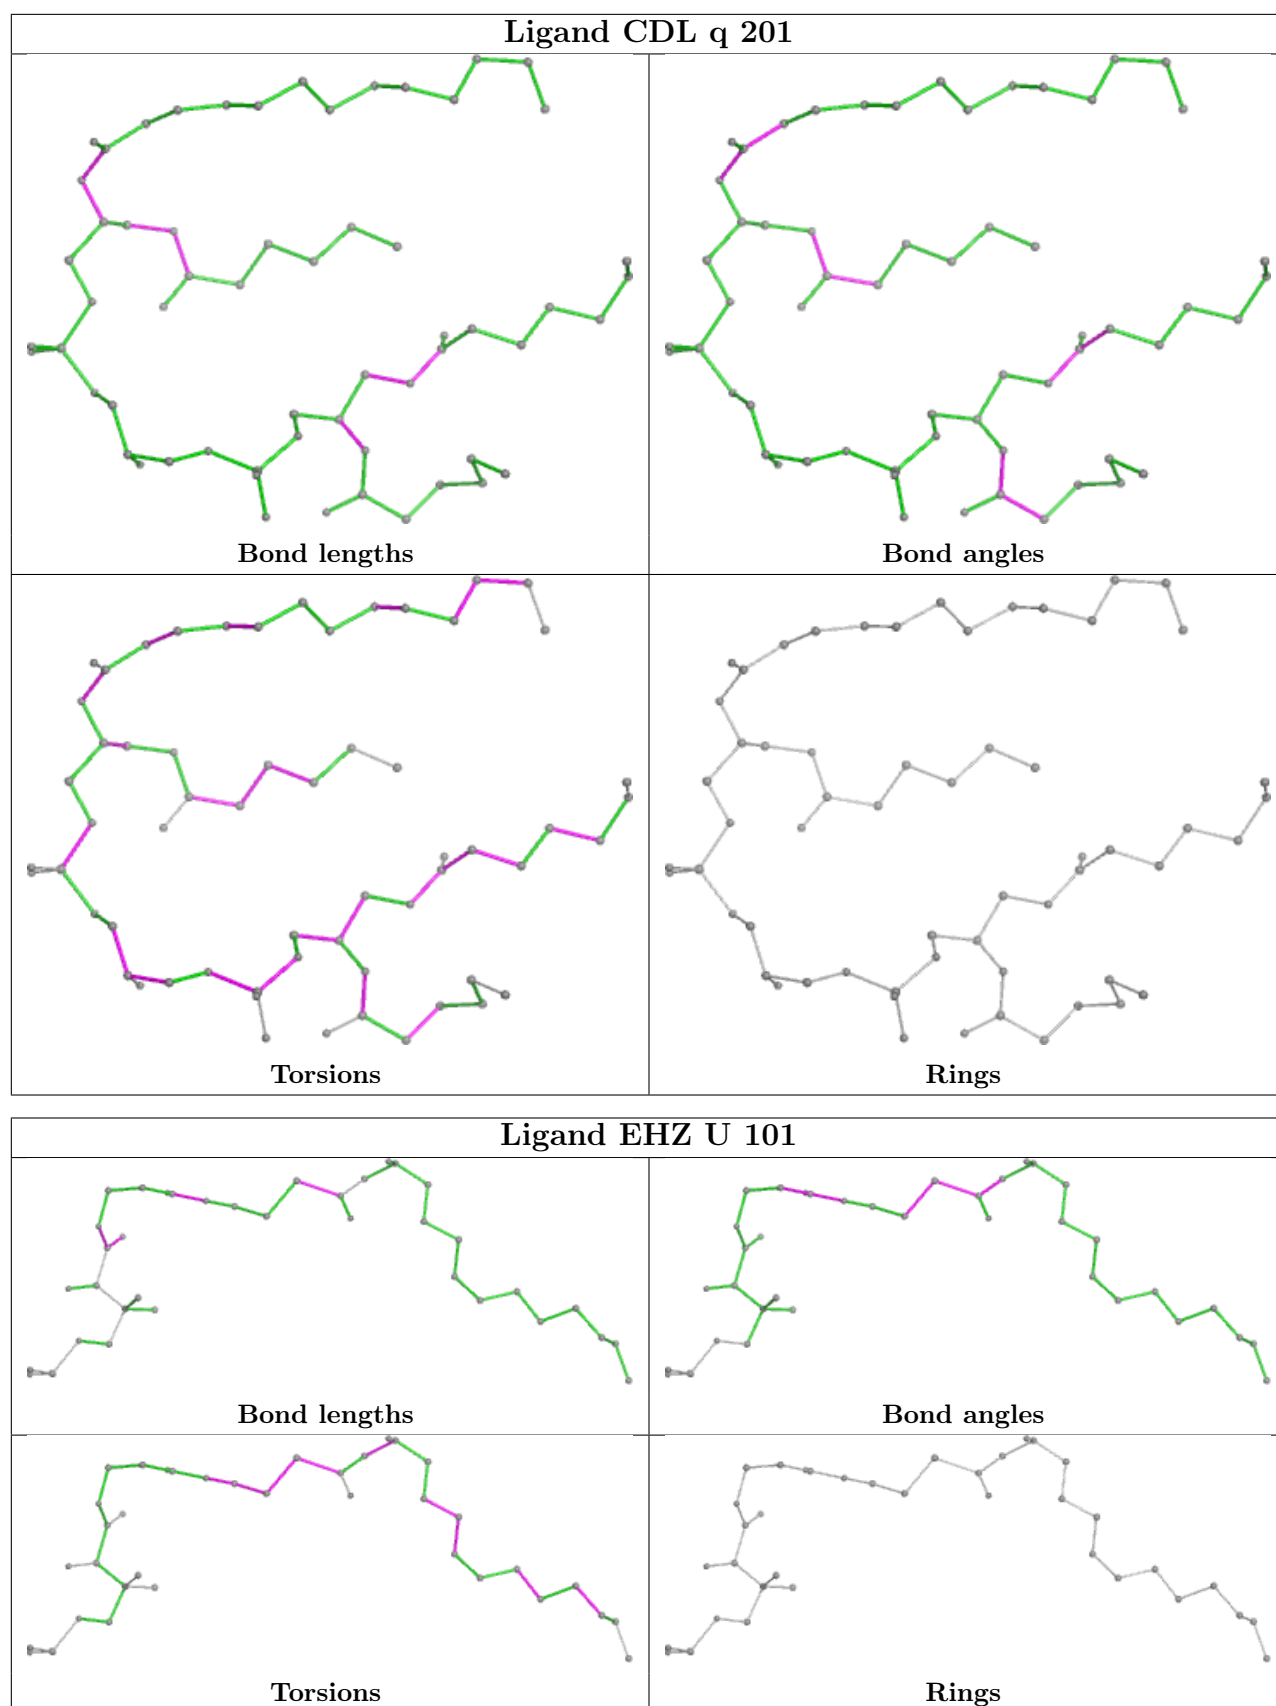 Ligand CDL q 201
Bond lengths
Bond angles
Torsions
Rings
Ligand EHZ U 101
Bond lengths
Bond angles
Torsions
Rings